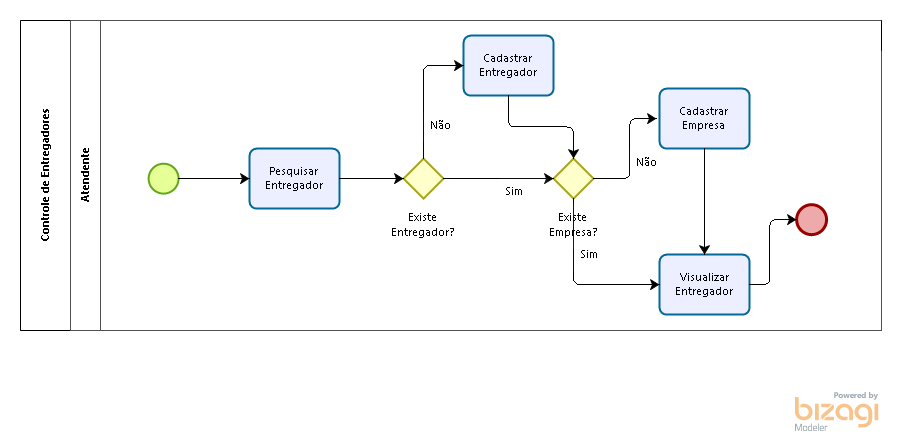 Controle de Entregadores
Atendente
Pesquisar
Entregador
Existe
Entregador?
Não
Sim
Cadastrar
Entregador
Existe
Empresa?
Não
Sim
Cadastrar
Empresa
Visualizar
Entregador
Powered by
bizagi
Modeler